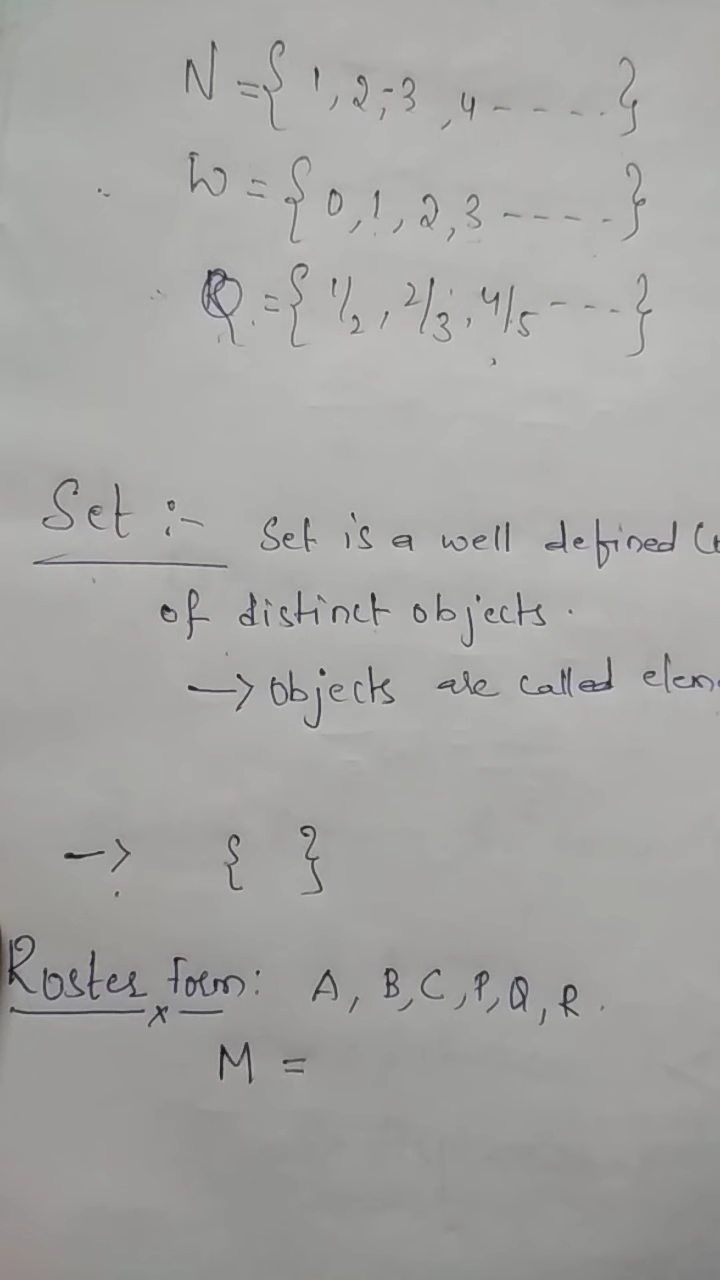 N = { 1, 2, 3, 4 - - - - . }
W = { 0, 1, 2, 3 - - - - . }
Q = { 1/2, 2/3, 4/5 - - - . }
Set :- Set is a well defined
of distinct objects .
-> objects are called elem
-> { }
Roster form: A, B, C, P, Q, R .
M =